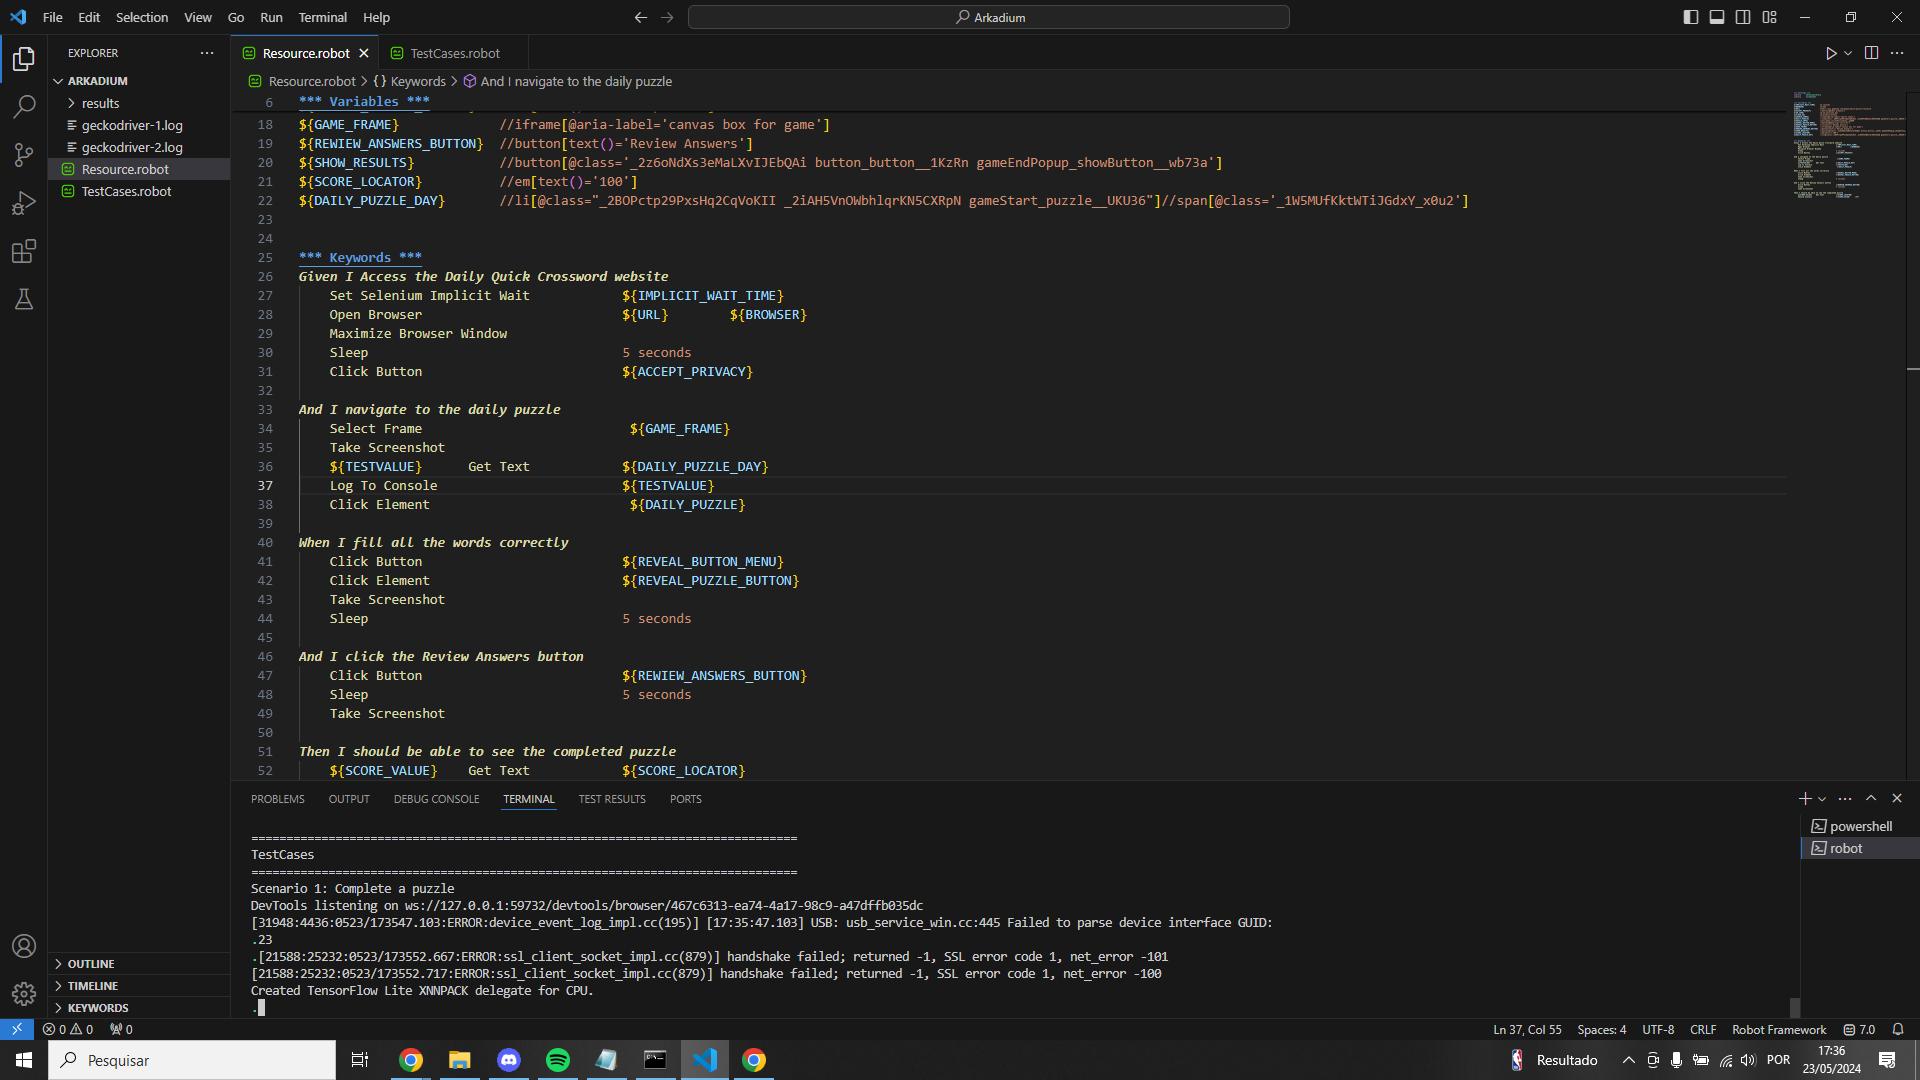 File Edit Selection View Go Run Terminal Help
Arkadium
EXPLORER
ARKADIUM
results
geckodriver-1.log
geckodriver-2.log
Resource.robot
TestCases.robot
OUTLINE
TIMELINE
KEYWORDS
Resource.robot TestCases.robot
Resource.robot > {} Keywords > And I navigate to the daily puzzle
6 *** Variables ***
18 ${GAME_FRAME} //iframe[@aria-label='canvas box for game']
19 ${REWIEW_ANSWERS_BUTTON} //button[text()='Review Answers']
20 ${SHOW_RESULTS} //button[@class='_2z6oNdXs3eMaLXvIJEbQAi button_button__1KzRn gameEndPopup_showButton__wb73a']
21 ${SCORE_LOCATOR} //em[text()='100']
22 ${DAILY_PUZZLE_DAY} //li[@class="_2BOPctp29PxsHq2CqVoKII _2iAH5VnOWbhlqrKN5CXRpN gameStart_puzzle__UKU36"]//span[@class='_1W5MUfKktWTiJGdxY_x0u2']
23
24
25 *** Keywords ***
26 Given I Access the Daily Quick Crossword website
27 Set Selenium Implicit Wait ${IMPLICIT_WAIT_TIME}
28 Open Browser ${URL} ${BROWSER}
29 Maximize Browser Window
30 Sleep 5 seconds
31 Click Button ${ACCEPT_PRIVACY}
32
33 And I navigate to the daily puzzle
34 Select Frame ${GAME_FRAME}
35 Take Screenshot
36 ${TESTVALUE} Get Text ${DAILY_PUZZLE_DAY}
37 Log To Console ${TESTVALUE}
38 Click Element ${DAILY_PUZZLE}
39
40 When I fill all the words correctly
41 Click Button ${REVEAL_BUTTON_MENU}
42 Click Element ${REVEAL_PUZZLE_BUTTON}
43 Take Screenshot
44 Sleep 5 seconds
45
46 And I click the Review Answers button
47 Click Button ${REWIEW_ANSWERS_BUTTON}
48 Sleep 5 seconds
49 Take Screenshot
50
51 Then I should be able to see the completed puzzle
52 ${SCORE_VALUE} Get Text ${SCORE_LOCATOR}
PROBLEMS OUTPUT DEBUG CONSOLE TERMINAL TEST RESULTS PORTS
==============================================================================
TestCases
==============================================================================
Scenario 1: Complete a puzzle
DevTools listening on ws://127.0.0.1:59732/devtools/browser/467c6313-ea74-4a17-98c9-a47dffb035dc
[31948:4436:0523/173547.103:ERROR:device_event_log_impl.cc(195)] [17:35:47.103] USB: usb_service_win.cc:445 Failed to parse device interface GUID:
.23
.[21588:25232:0523/173552.667:ERROR:ssl_client_socket_impl.cc(879)] handshake failed; returned -1, SSL error code 1, net_error -101
[21588:25232:0523/173552.717:ERROR:ssl_client_socket_impl.cc(879)] handshake failed; returned -1, SSL error code 1, net_error -100
Created TensorFlow Lite XNNPACK delegate for CPU.
.
powershell
robot
0 0 0
Ln 37, Col 55 Spaces: 4 UTF-8 CRLF Robot Framework 7.0
Pesquisar
Resultado
POR
17:36
23/05/2024